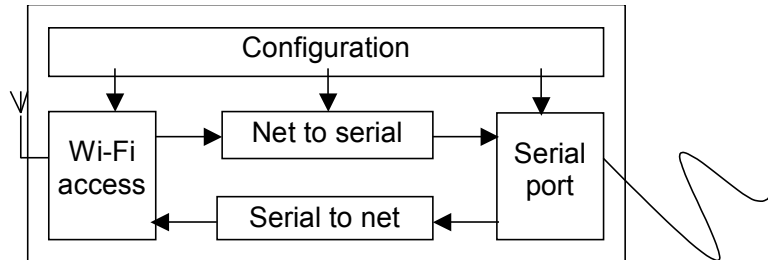 Configuration
Net to serial
Wi-Fi
access
Serial
port
Serial to net